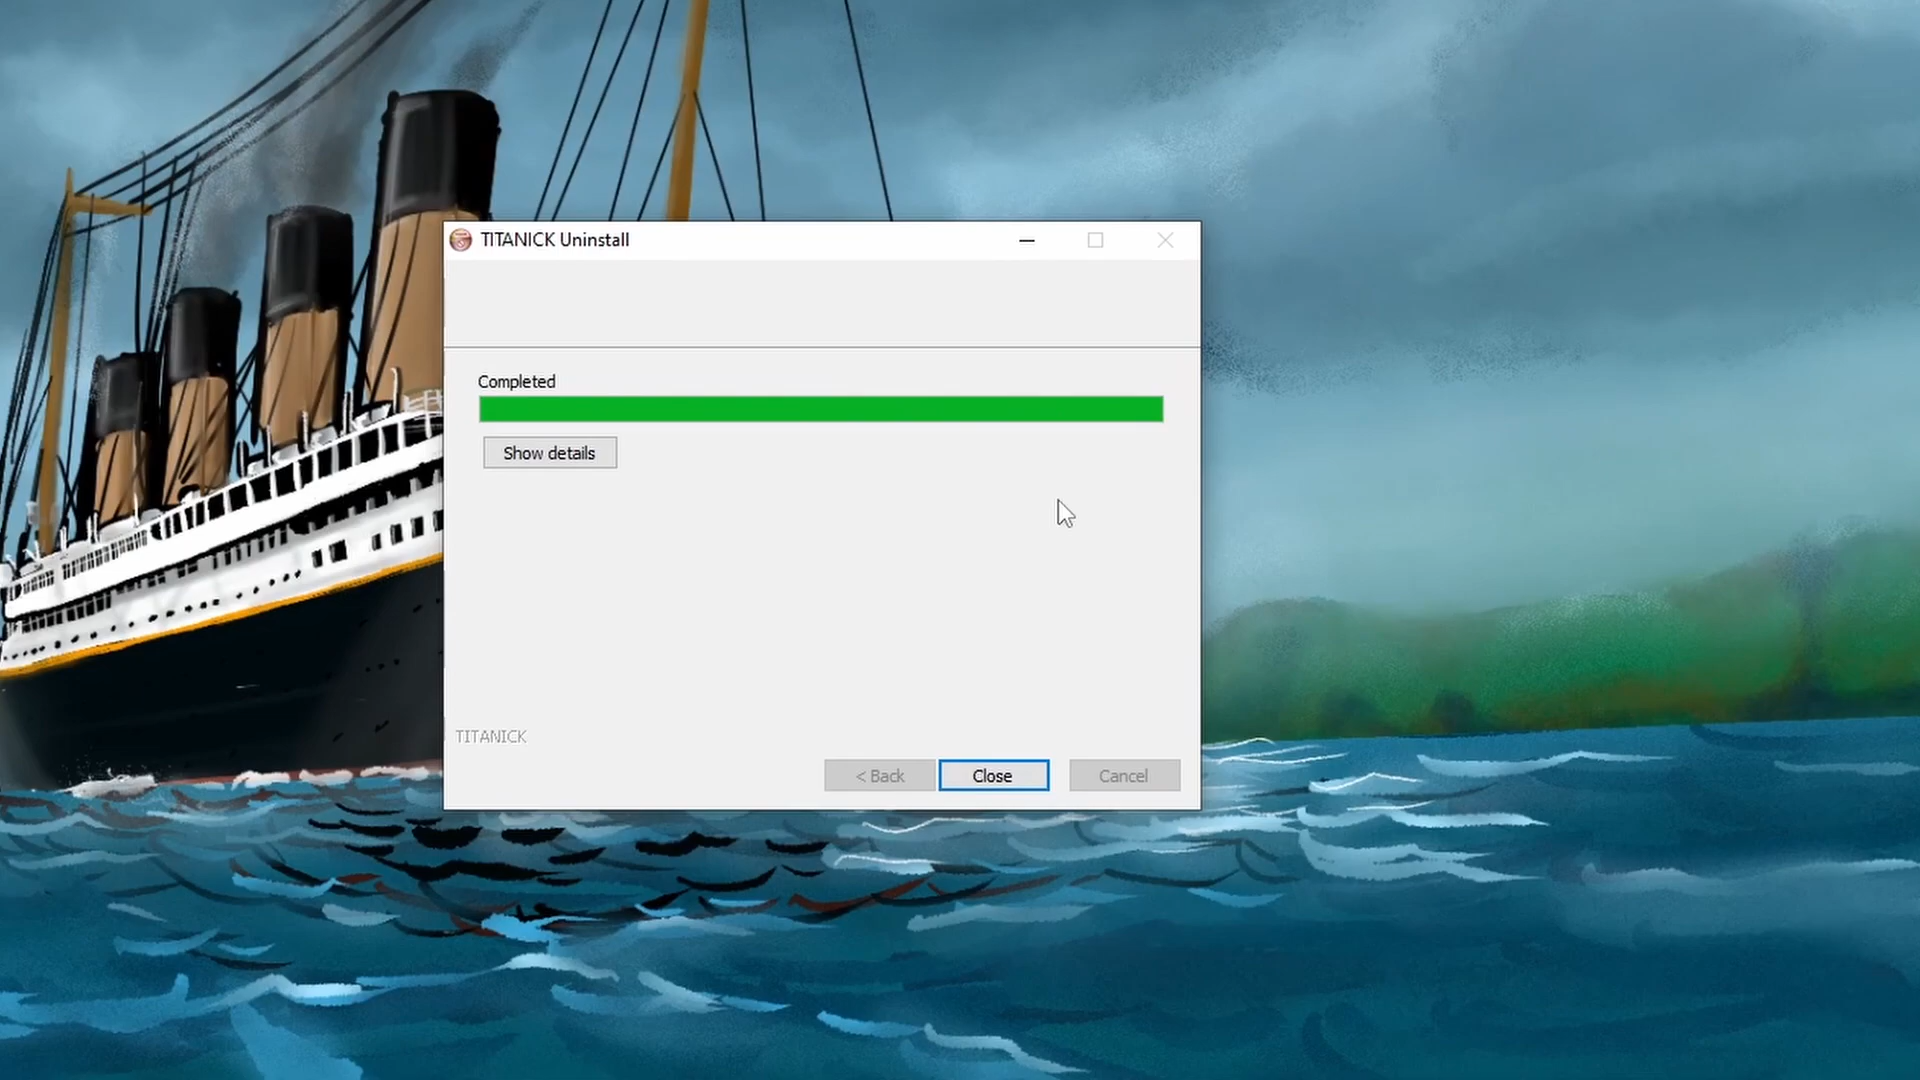 TITANICK Uninstall
Completed
Show details
TITANICK
< Back
Close
Cancel